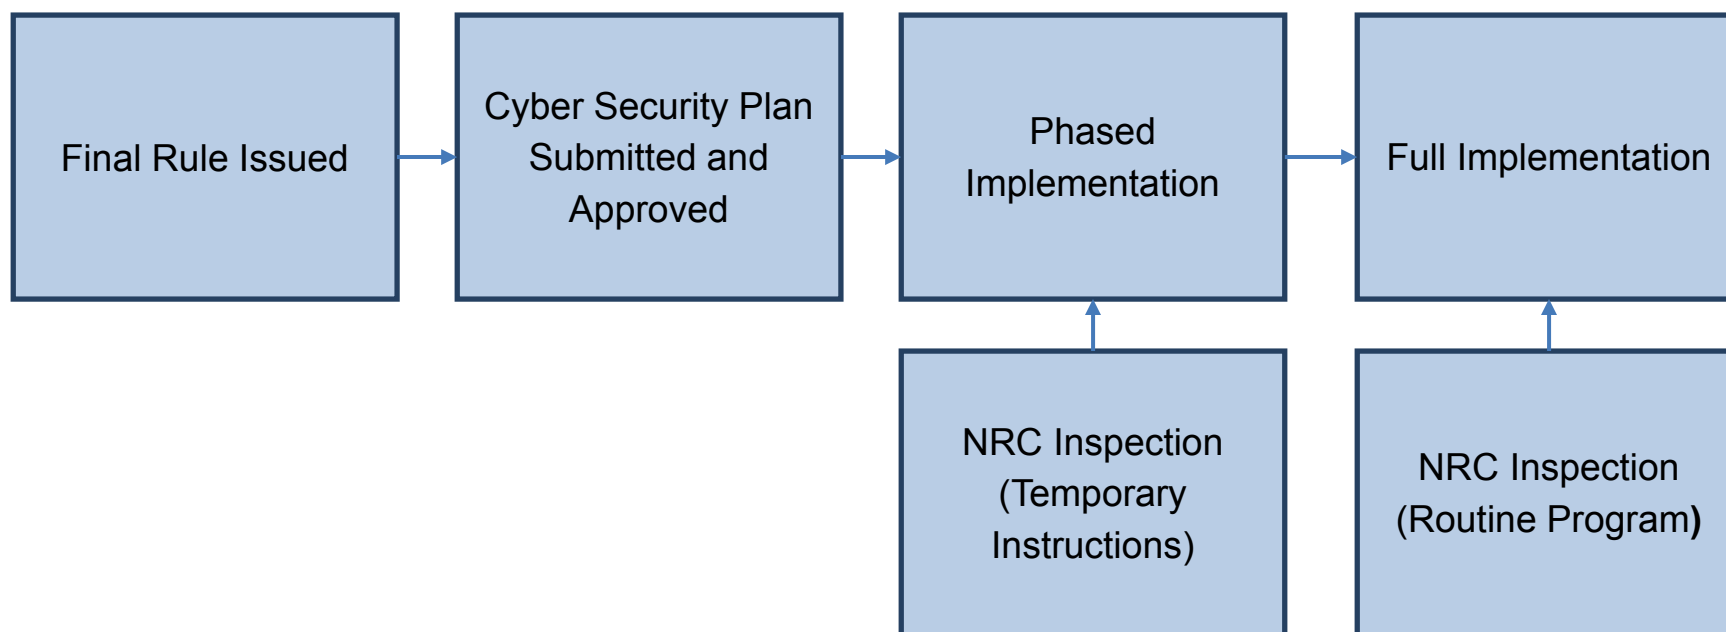 Final Rule Issued
Cyber Security Plan
Submitted and
Approved
Phased
Implementation
Full Implementation
NRC Inspection
(Temporary
Instructions)
NRC Inspection
(Routine Program)